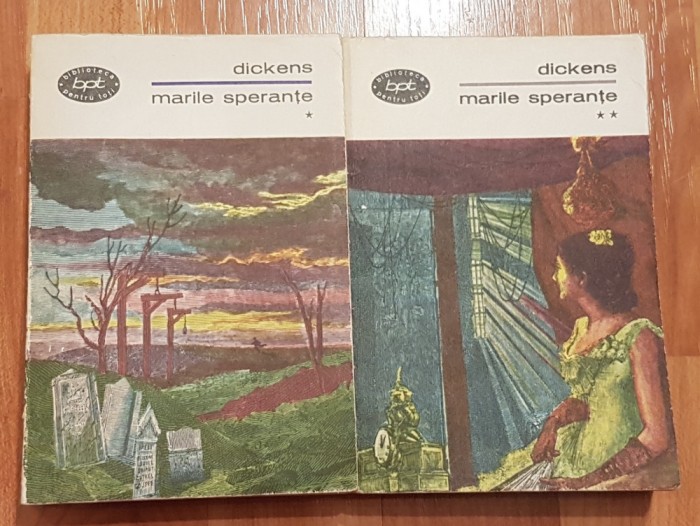 biblioteca
bpt
pentru toți
dickens
marile speranțe
*
biblioteca
bpt
pentru toți
dickens
marile speranțe
**